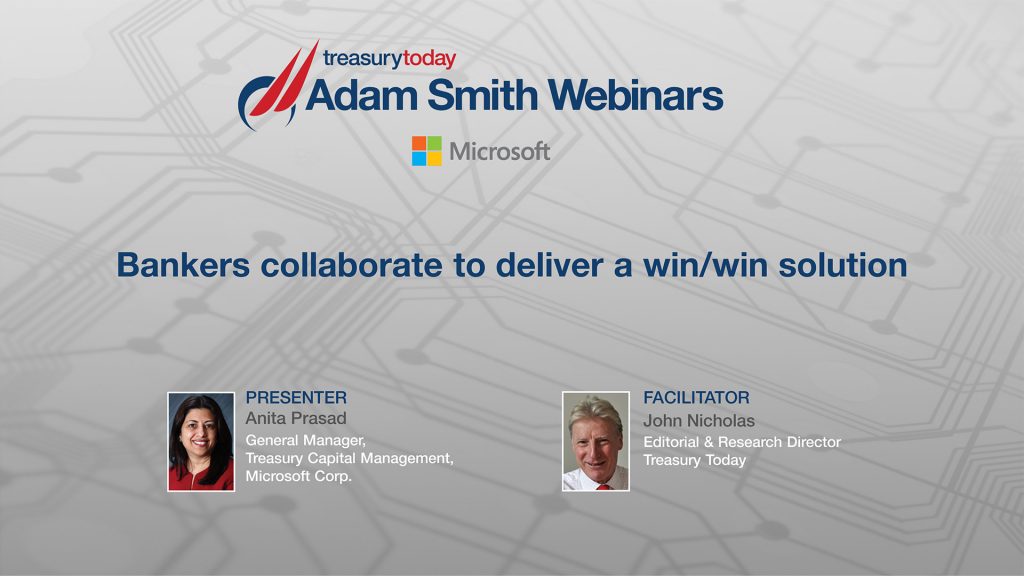 treasurytoday
Adam Smith Webinars
Microsoft
Bankers collaborate to deliver a win/win solution
PRESENTER
Anita Prasad
General Manager,
Treasury Capital Management,
Microsoft Corp.
FACILITATOR
John Nicholas
Editorial & Research Director
Treasury Today